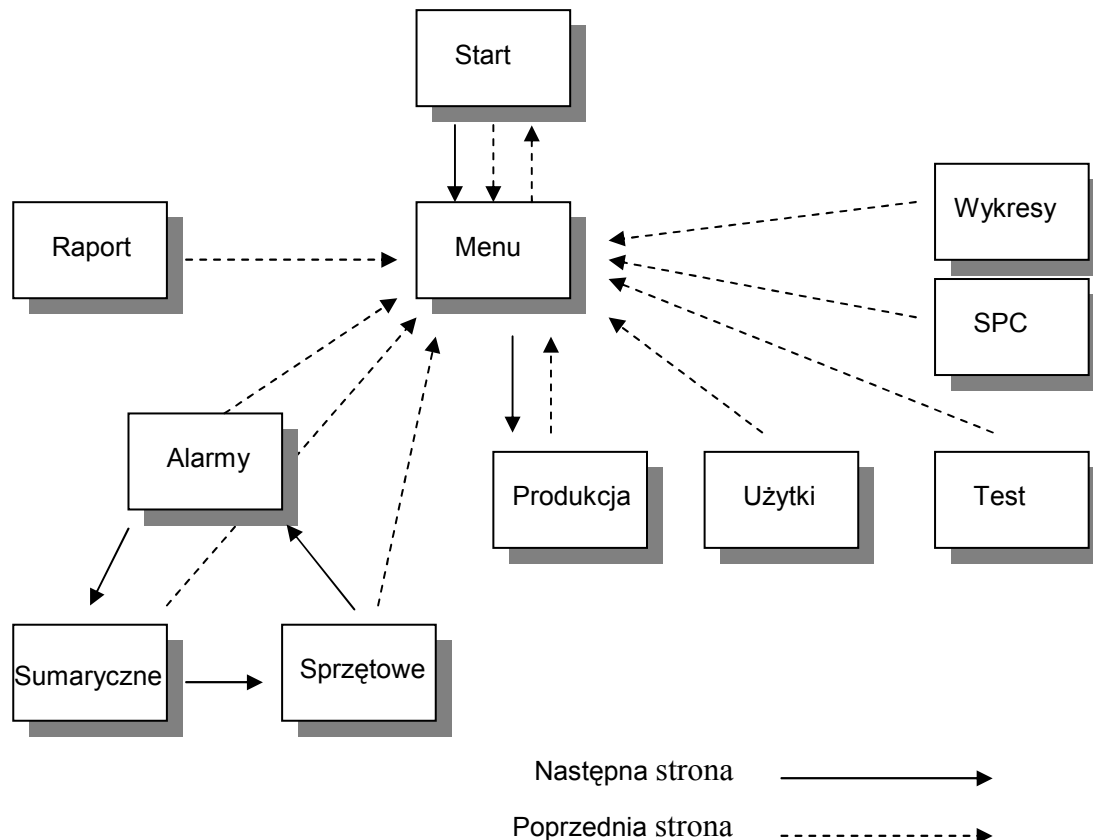 Start
Raport
Menu
Wykresy
SPC
Alarmy
Produkcja
Użytki
Test
Sumaryczne
Sprzętowe
Następna strona
Poprzednia strona